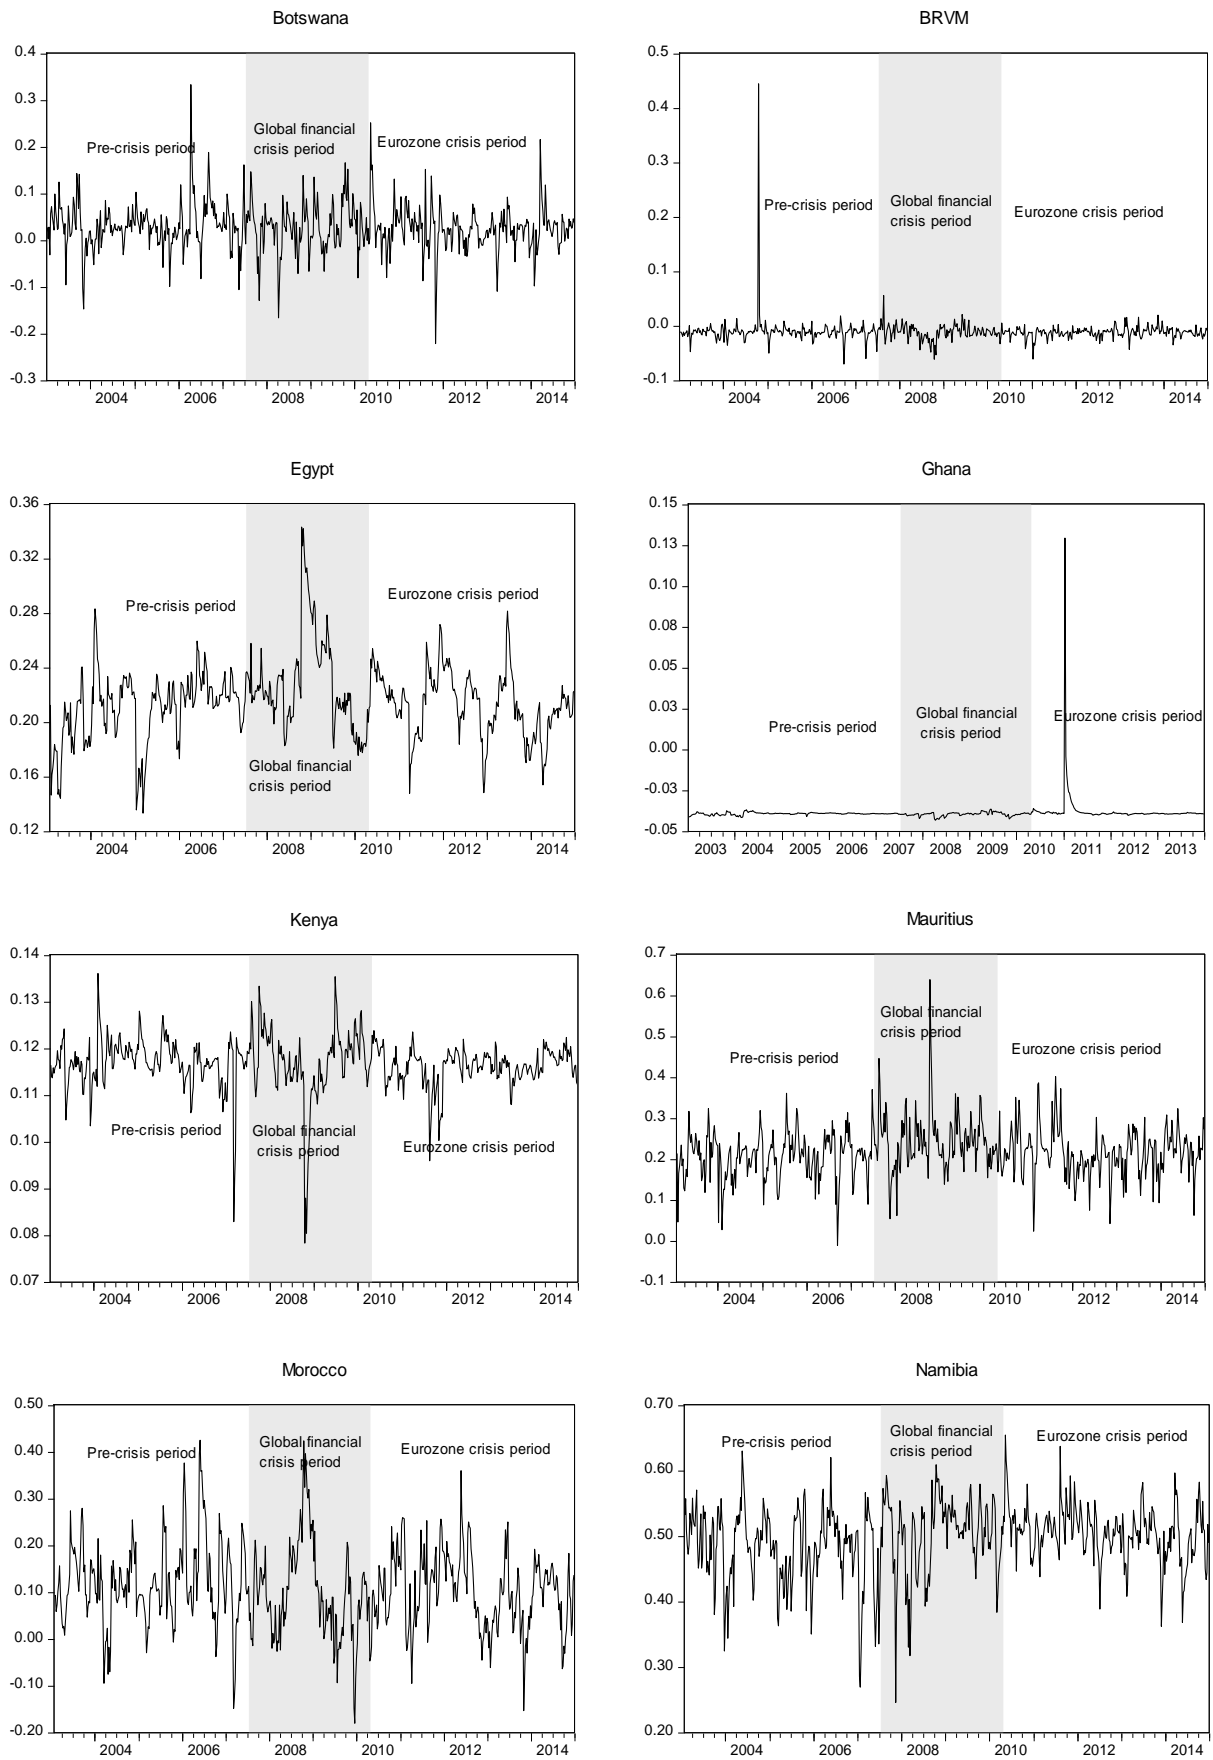 Botswana
0.4
0.3
0.2
0.1
0.0
-0.1
-0.2
-0.3
Pre-crisis period
Global financial
crisis period
Eurozone crisis period
2004 2006 2008 2010 2012 2014
BRVM
0.5
0.4
0.3
0.2
0.1
0.0
-0.1
Pre-crisis period
Global financial
crisis period
Eurozone crisis period
2004 2006 2008 2010 2012 2014
Egypt
0.36
0.32
0.28
0.24
0.20
0.16
0.12
Pre-crisis period
Eurozone crisis period
Global financial
crisis period
2004 2006 2008 2010 2012 2014
Ghana
0.15
0.13
0.10
0.08
0.05
0.03
0.00
-0.03
-0.05
Pre-crisis period
Global financial
crisis period
Eurozone crisis period
2003 2004 2005 2006 2007 2008 2009 2010 2011 2012 2013
Kenya
0.14
0.13
0.12
0.11
0.10
0.09
0.08
0.07
Pre-crisis period
Global financial
crisis period
Eurozone crisis period
2004 2006 2008 2010 2012 2014
Mauritius
0.7
0.6
0.5
0.4
0.3
0.2
0.1
0.0
-0.1
Global financial
crisis period
Pre-crisis period
Eurozone crisis period
2004 2006 2008 2010 2012 2014
Morocco
0.50
0.40
0.30
0.20
0.10
0.00
-0.10
-0.20
Pre-crisis period
Global financial
crisis period
Eurozone crisis period
2004 2006 2008 2010 2012 2014
Namibia
0.70
0.60
0.50
0.40
0.30
0.20
Pre-crisis period
Global financial
crisis period
Eurozone crisis period
2004 2006 2008 2010 2012 2014